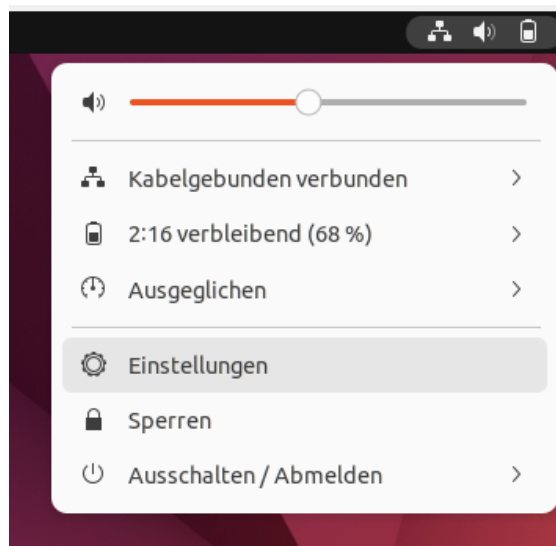 Kabelgebunden verbunden
2:16 verbleibend (68 %)
Ausgeglichen
Einstellungen
Sperren
Ausschalten / Abmelden